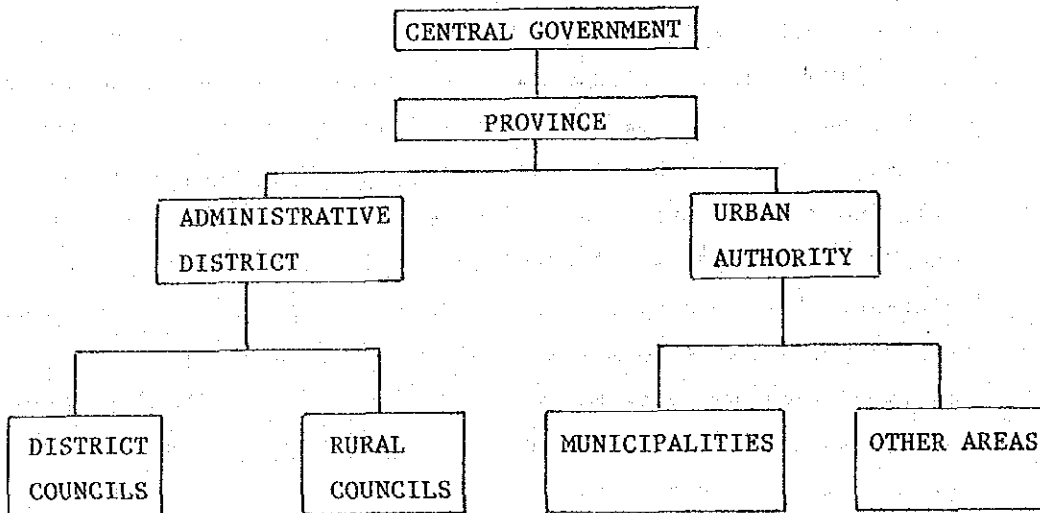 CENTRAL GOVERNMENT
PROVINCE
ADMINISTRATIVE
DISTRICT
URBAN
AUTHORITY
DISTRICT
COUNCILS
RURAL
COUNCILS
MUNICIPALITIES
OTHER AREAS